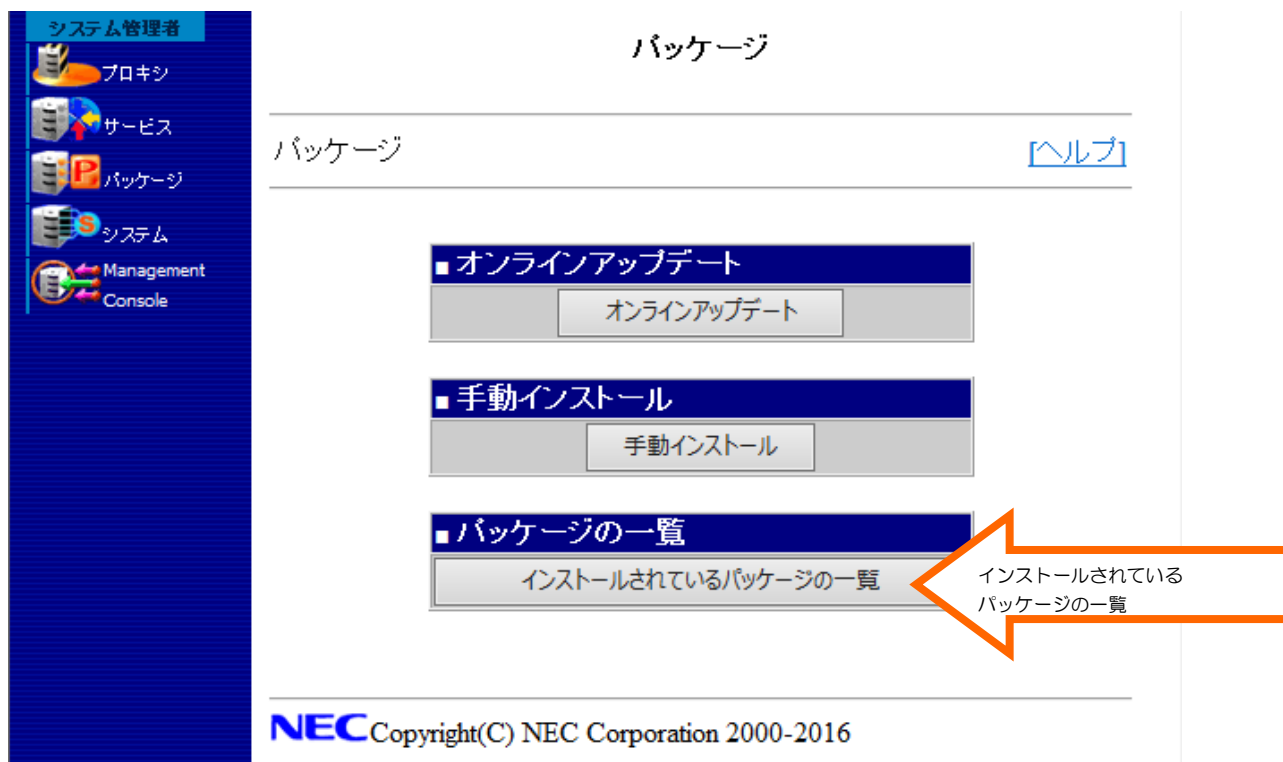 システム管理者
プロキシ
サービス
パッケージ
システム
Management
Console
パッケージ
パッケージ
[ヘルプ]
■オンラインアップデート
オンラインアップデート
■手動インストール
手動インストール
■パッケージの一覧
インストールされているパッケージの一覧
インストールされている
パッケージの一覧
NEC Copyright(C) NEC Corporation 2000-2016